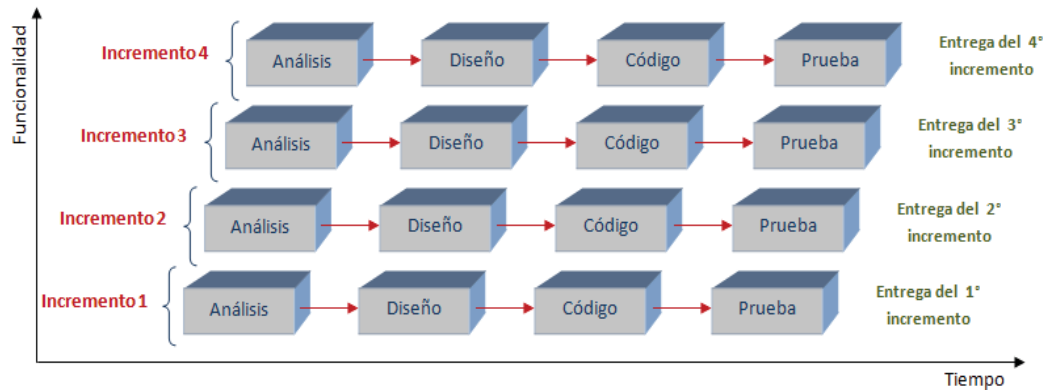 Funcionalidad
Incremento 4
Análisis
Diseño
Código
Prueba
Entrega del 4°
incremento
Incremento 3
Análisis
Diseño
Código
Prueba
Entrega del 3°
incremento
Incremento 2
Análisis
Diseño
Código
Prueba
Entrega del 2°
incremento
Incremento 1
Análisis
Diseño
Código
Prueba
Entrega del 1°
incremento
Tiempo